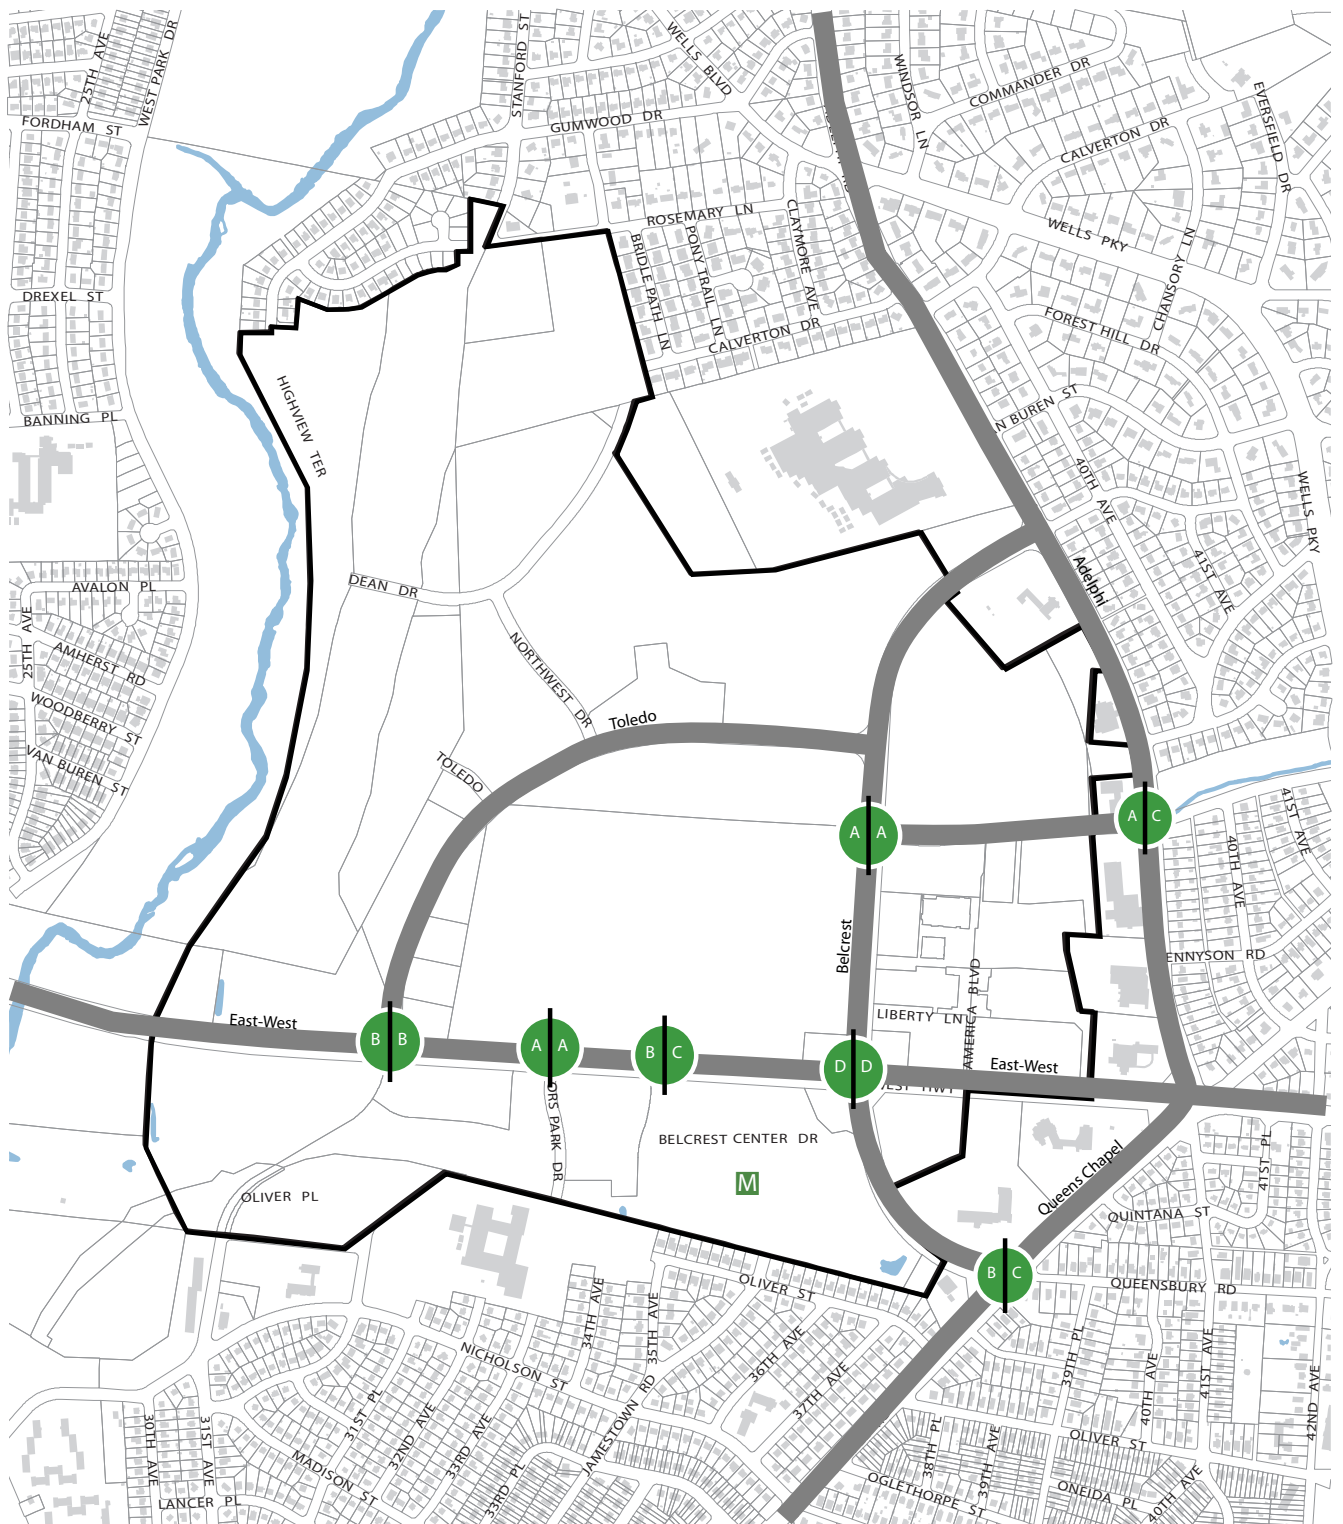 25TH AVE
WEST PARK DR
FORDHAM ST
STANFORD ST
WELLS BLVD
GUMWOOD DR
WINDSOR LN
COMMANDER DR
CALVERTON DR
EVERSFIELD DR
ROSEMARY LN
CLAYMORE AVE
WELLS PKY
CHANSORY LN
DREXEL ST
BRIDLE PATH LN
PONY TRAIL LN
CALVERTON DR
FOREST HILL DR
HIGHVIEW TER
BANNING PL
N BUREN ST
40TH AVE
WELLS PKY
41ST AVE
Adelphi
AVALON PL
DEAN DR
25TH AVE
AMHERST RD
NORTHWEST DR
WOODBERRY ST
Toledo
VAN BUREN ST
TOLEDO
A A
A C
41ST AVE
40TH AVE
Belcrest
ENNYSON RD
AMERICA BLVD
LIBERTY LN
East-West
B B
A A
B C
D D
East-West
EST HWY
ORS PARK DR
BELCREST CENTER DR
M
Queens Chapel
41ST PL
OLIVER PL
QUINTANA ST
B C
OLIVER ST
QUEENSBURY RD
34TH AVE
35TH AVE
36TH AVE
37TH AVE
NICHOLSON ST
39TH PL
40TH AVE
41ST AVE
42ND AVE
31ST PL
32ND AVE
33RD AVE
33RD PL
JAMESTOWN RD
30TH AVE
31ST AVE
MADISON ST
LANCER PL
38TH PL
39TH AVE
OLIVER ST
OGLETHORPE ST
ONEIDA PL
40TH AVE